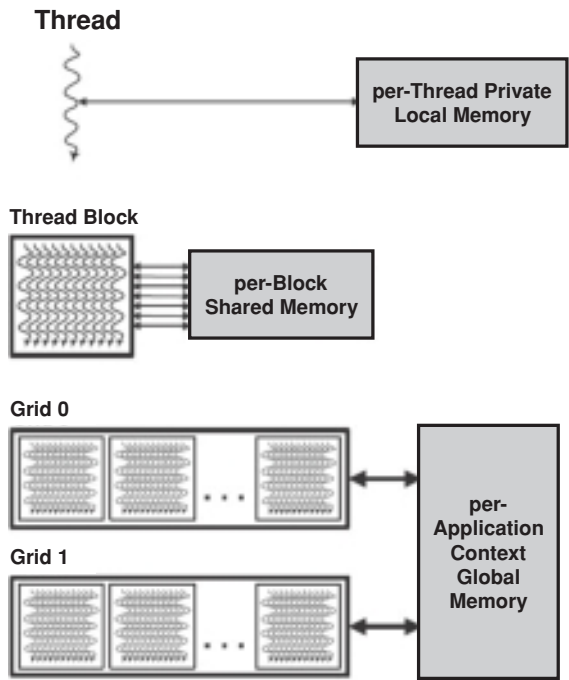 Thread
per-Thread Private
Local Memory
Thread Block
per-Block
Shared Memory
Grid 0
. . .
per-
Application
Context
Global
Memory
Grid 1
. . .